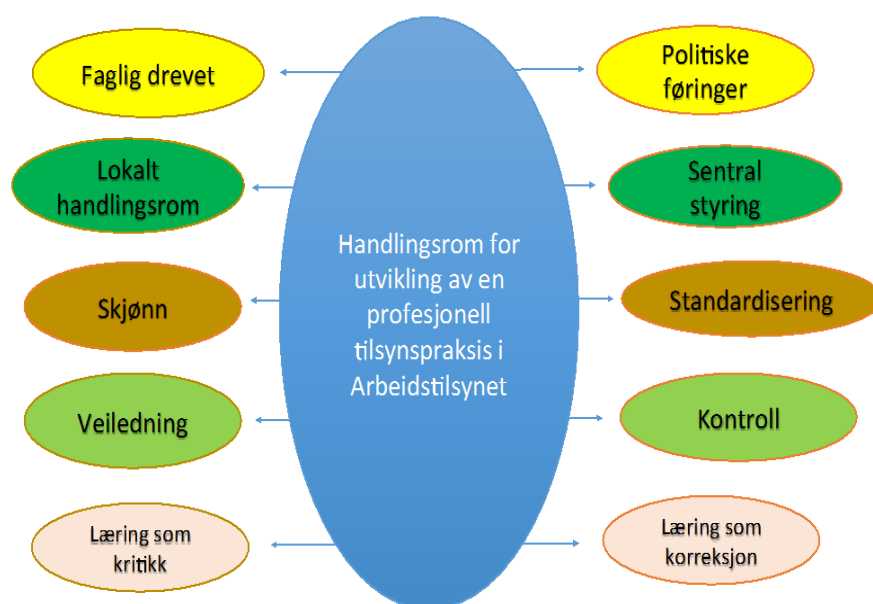 Faglig drevet
Politiske
føringer
Lokalt
handlingsrom
Sentral
styring
Handlingsrom for
utvikling av en
profesjonell
tilsynspraksis i
Arbeidstilsynet
Skjønn
Standardisering
Veiledning
Kontroll
Læring som
kritikk
Læring som
korreksjon